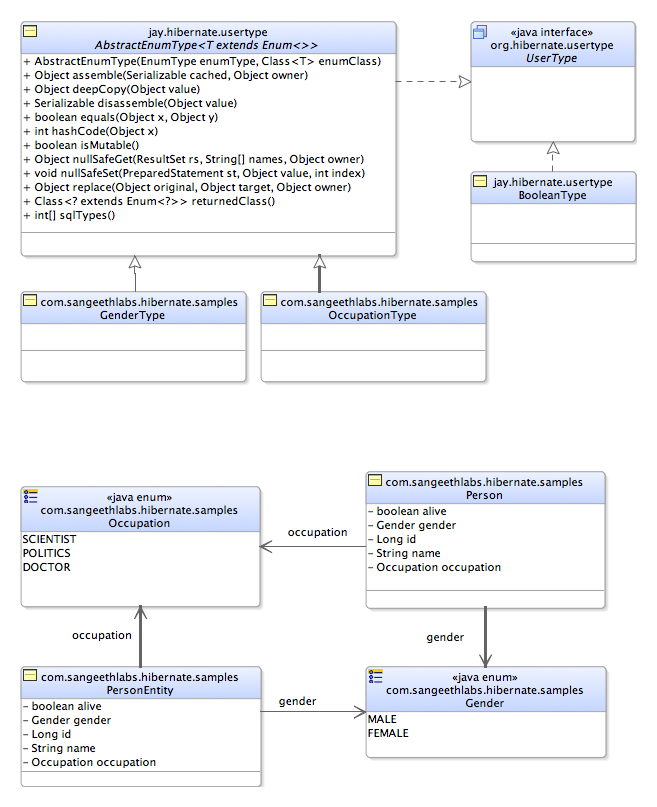 jay.hibernate.usertype
AbstractEnumType<T extends Enum<>>
+ AbstractEnumType(EnumType enumType, Class<T> enumClass)
+ Object assemble(Serializable cached, Object owner)
+ Object deepCopy(Object value)
+ Serializable disassemble(Object value)
+ boolean equals(Object x, Object y)
+ int hashCode(Object x)
+ boolean isMutable()
+ Object nullSafeGet(ResultSet rs, String[] names, Object owner)
+ void nullSafeSet(PreparedStatement st, Object value, int index)
+ Object replace(Object original, Object target, Object owner)
+ Class<? extends Enum<?>> returnedClass()
+ int[] sqlTypes()
«java interface»
org.hibernate.usertype
UserType
jay.hibernate.usertype
BooleanType
com.sangeethlabs.hibernate.samples
GenderType
com.sangeethlabs.hibernate.samples
OccupationType
«java enum»
com.sangeethlabs.hibernate.samples
Occupation
SCIENTIST
POLITICS
DOCTOR
occupation
com.sangeethlabs.hibernate.samples
Person
- boolean alive
- Gender gender
- Long id
- String name
- Occupation occupation
occupation
gender
com.sangeethlabs.hibernate.samples
PersonEntity
- boolean alive
- Gender gender
- Long id
- String name
- Occupation occupation
gender
«java enum»
com.sangeethlabs.hibernate.samples
Gender
MALE
FEMALE